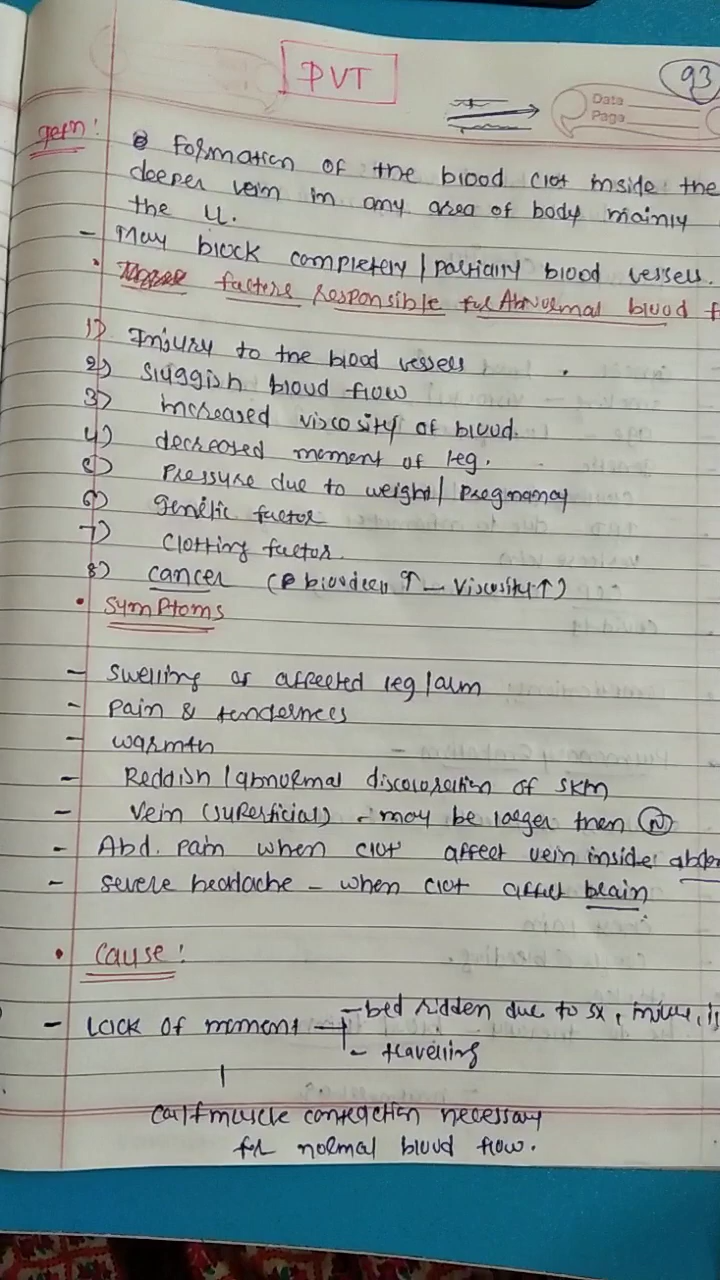 DVT
93
Date
Page
Defn:
Formation of the blood clot inside the
deeper vein in any area of body mainly
the LL.
- May block completely / partially blood vessels.
• factors responsible for Abnormal blood f
1) Injury to the blood vessels
2) sluggish blood flow
3) increased viscosity of blood.
4) decreased moment of leg.
5) Pressure due to weight / pregnancy
6) genetic factor
7) Clotting factor.
8) cancer ( ↑ – Viscosity↑)
• Symptoms
- Swelling of affected leg/arm
- Pain & tenderness
- warmth
- Reddish / abnormal discoloration of skin
- Vein (superficial) - may be larger then (N)
- Abd. pain when clot affect vein inside abdo
- severe headache - when clot affect brain
• Cause:
- Lack of moment - bed ridden due to sx,
- travelling
calf muscle contraction necessary
for normal blood flow.